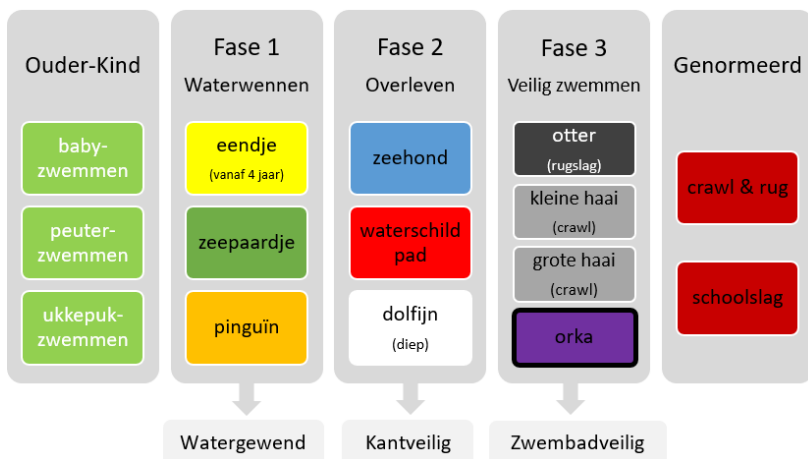 Ouder-Kind
baby-
zwemmen
peuter-
zwemmen
ukkepuk-
zwemmen
Fase 1
Waterwennen
eendje
(vanaf 4 jaar)
zeepaardje
pinguïn
Watergewend
Fase 2
Overleven
zeehond
waterschild
pad
dolfijn
(diep)
Kantveilig
Fase 3
Veilig zwemmen
otter
(rugslag)
kleine haai
(crawl)
grote haai
(crawl)
orka
Zwembadveilig
Genormeerd
crawl & rug
schoolslag